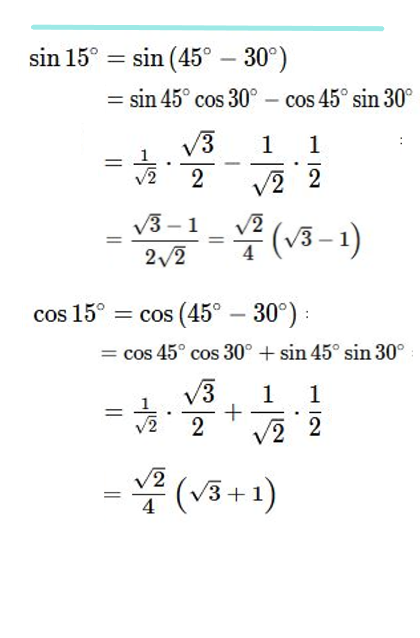 sin 15° = sin (45° − 30°)
= sin 45° cos 30° − cos 45° sin 30°
= 1/√2 · √3/2 − 1/√2 · 1/2
= (√3 − 1)/(2√2) = √2/4 (√3 − 1)
cos 15° = cos (45° − 30°)
= cos 45° cos 30° + sin 45° sin 30°
= 1/√2 · √3/2 + 1/√2 · 1/2
= √2/4 (√3 + 1)